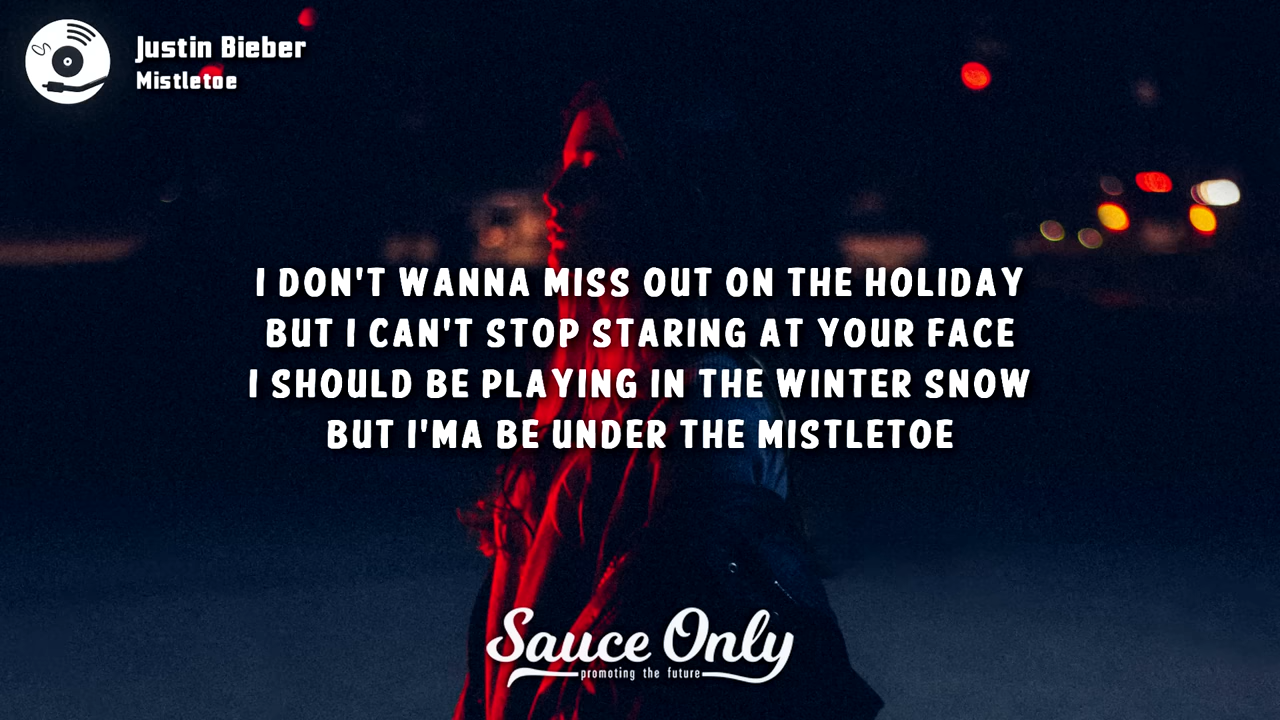 Justin Bieber
Mistletoe
I DON'T WANNA MISS OUT ON THE HOLIDAY
BUT I CAN'T STOP STARING AT YOUR FACE
I SHOULD BE PLAYING IN THE WINTER SNOW
BUT I'MA BE UNDER THE MISTLETOE
Sauce Only
promoting the future